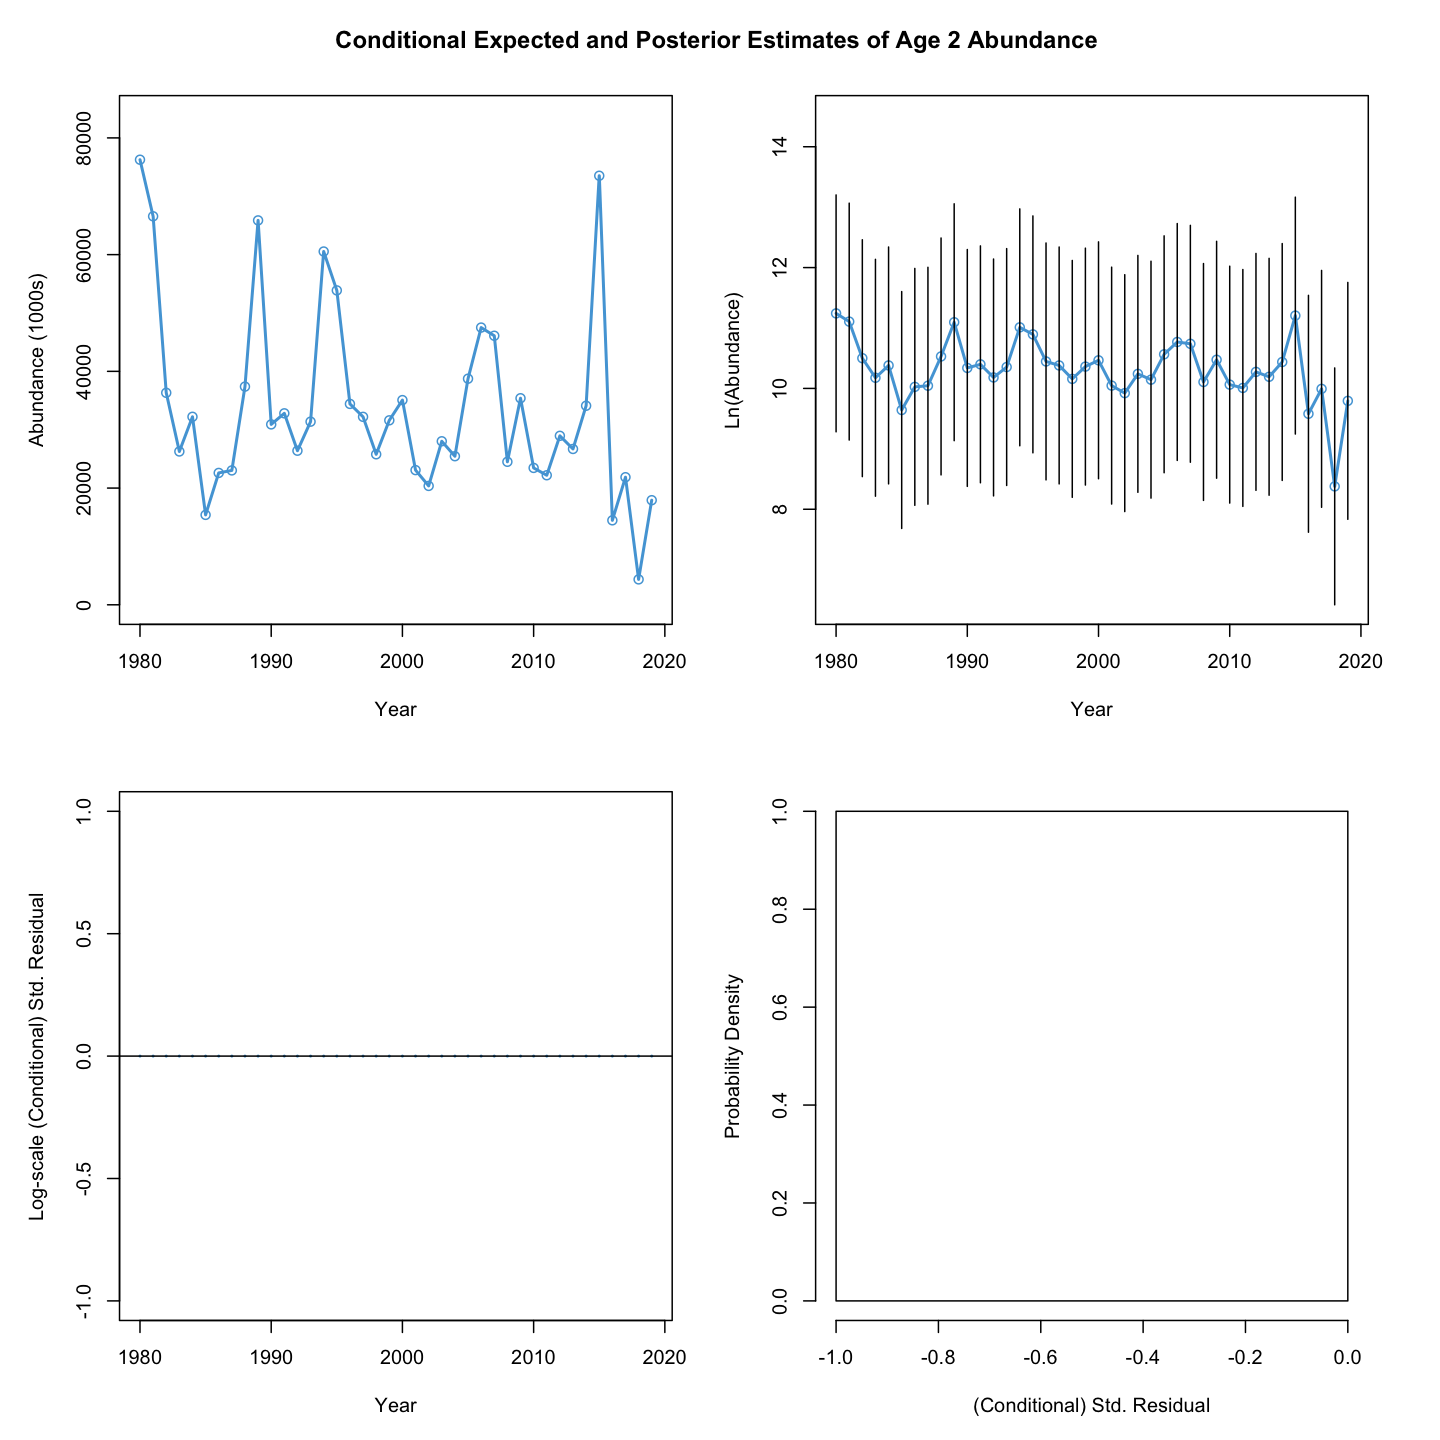 Conditional Expected and Posterior Estimates of Age 2 Abundance
Abundance (1000s)
80000
60000
40000
20000
0
1980 1990 2000 2010 2020
Year
Ln(Abundance)
14
12
10
8
1980 1990 2000 2010 2020
Year
Log-scale (Conditional) Std. Residual
1.0
0.5
0.0
-0.5
-1.0
1980 1990 2000 2010 2020
Year
Probability Density
1.0
0.8
0.6
0.4
0.2
0.0
-1.0 -0.8 -0.6 -0.4 -0.2 0.0
(Conditional) Std. Residual